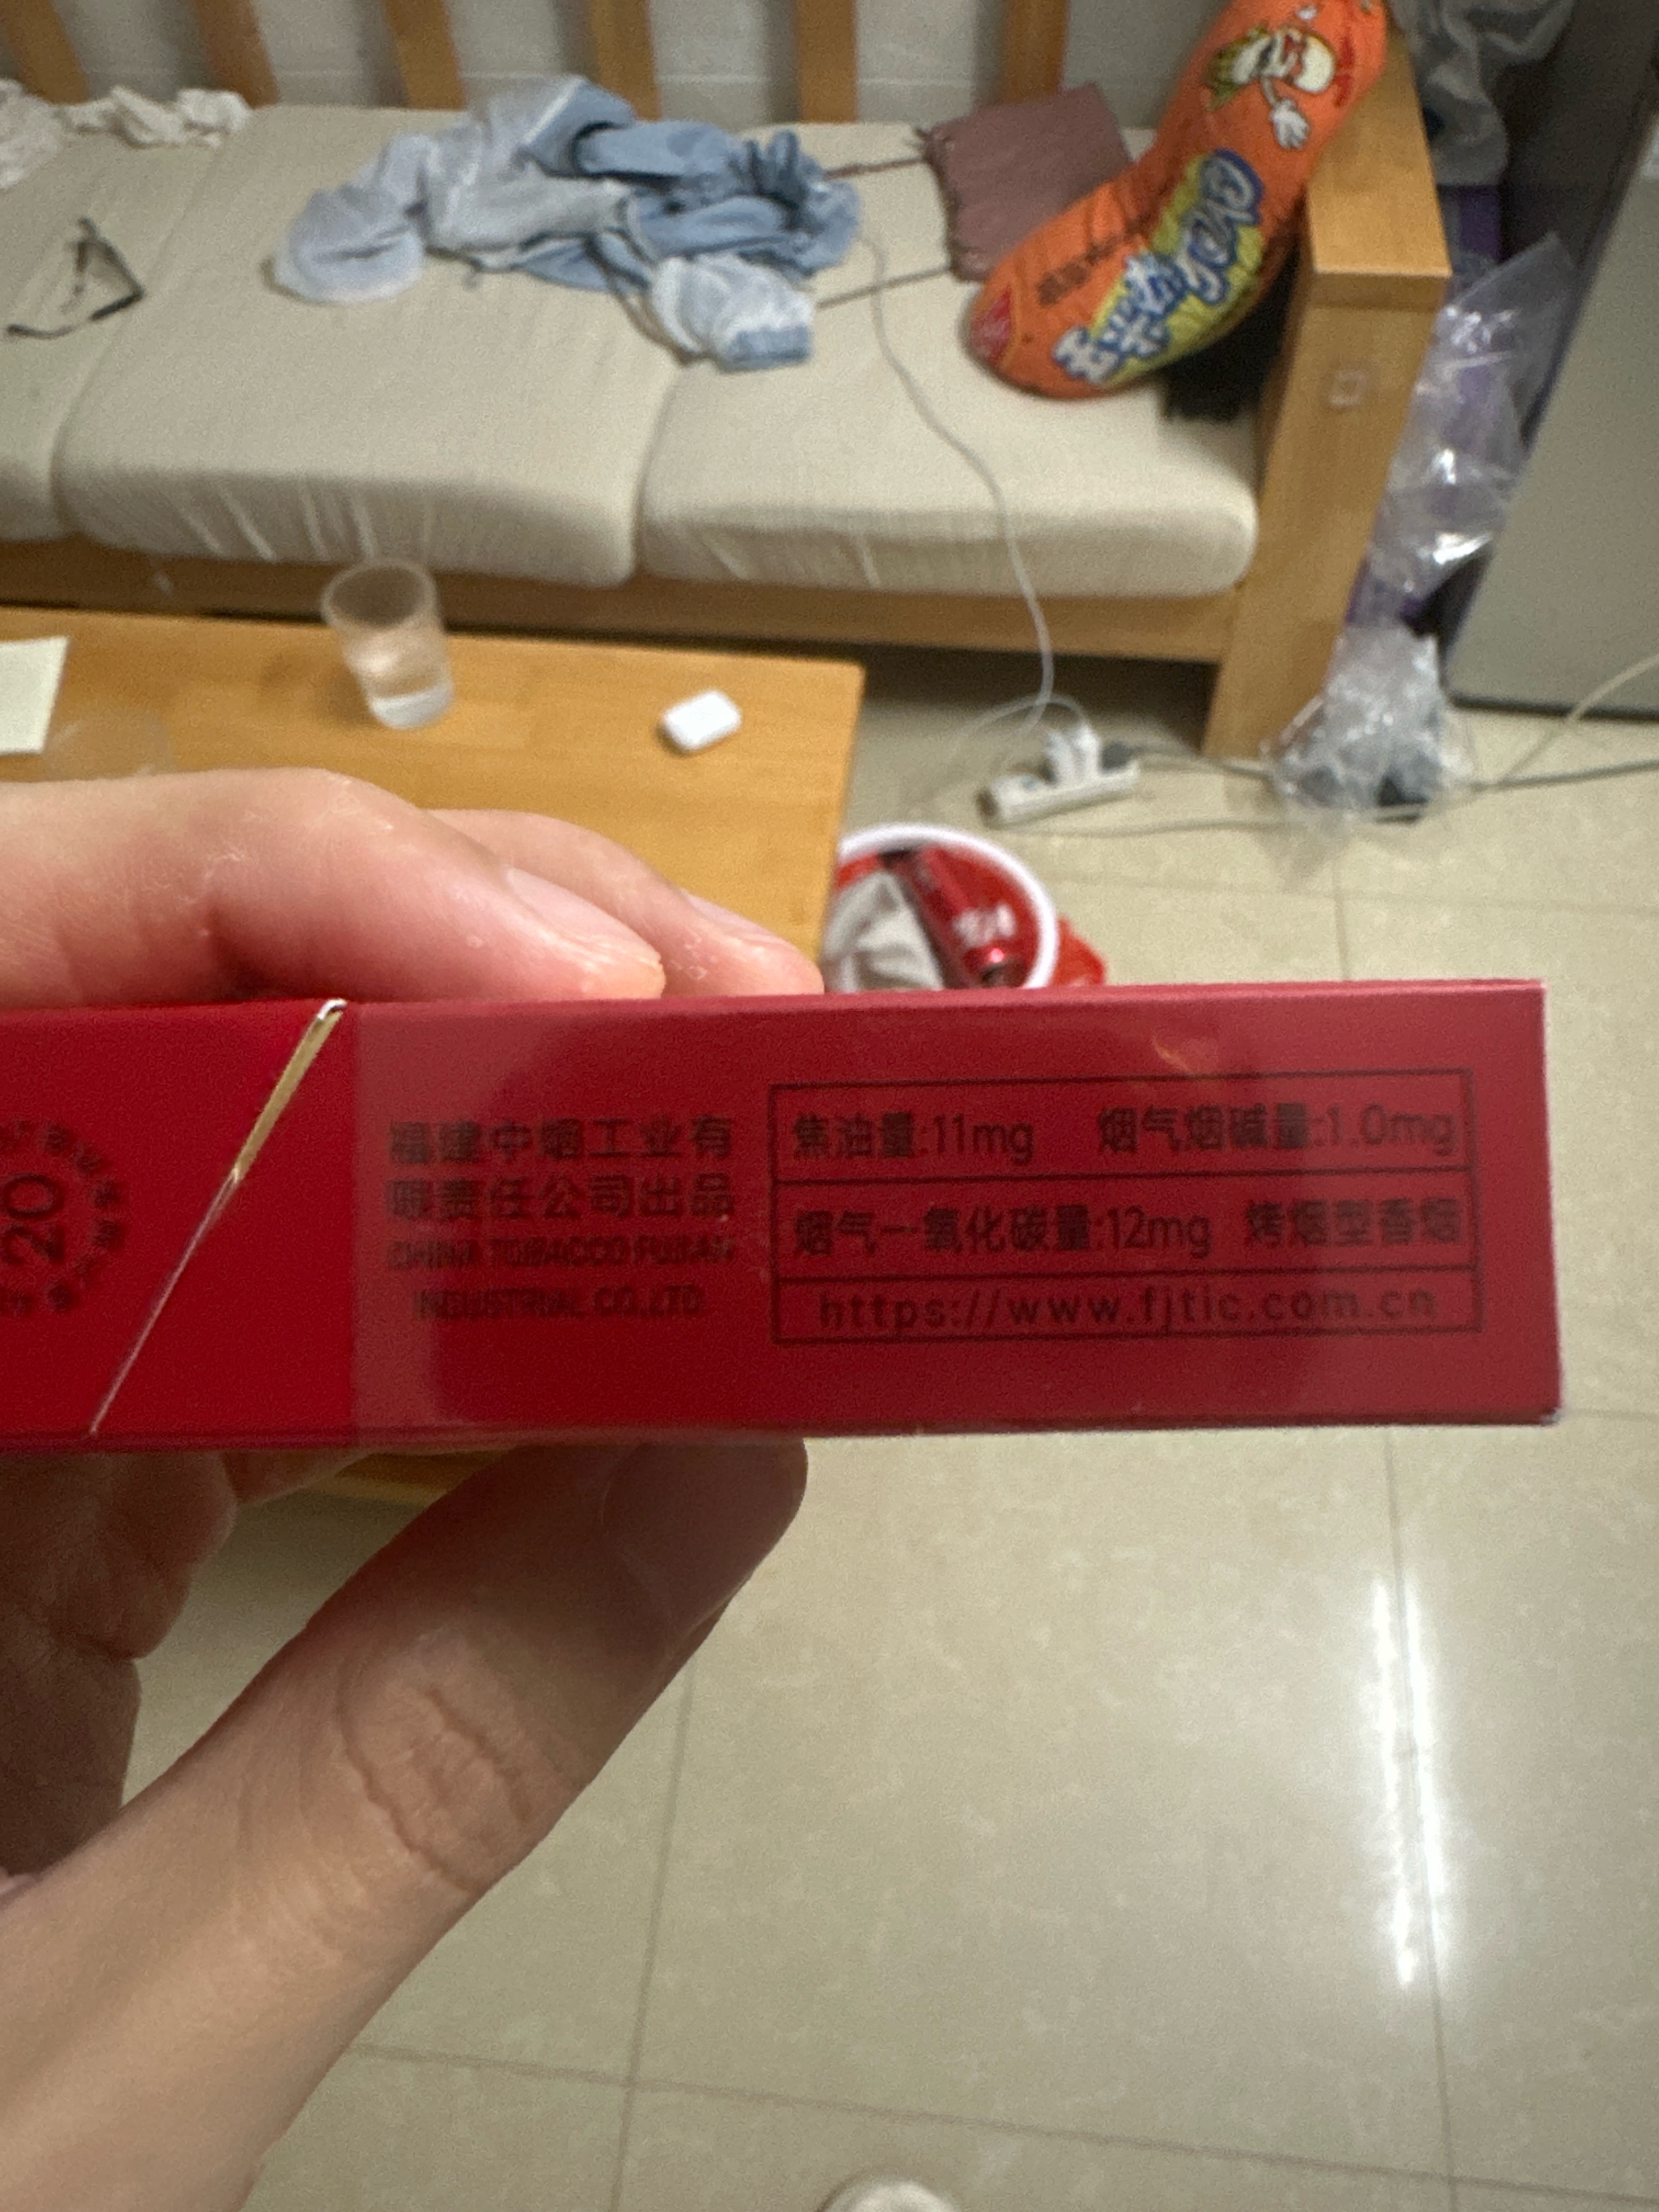 20
福建中烟工业有
限责任公司出品
CHINA TOBACCO FUJIAN
INDUSTRIAL CO.,LTD
焦油量:11mg 烟气烟碱量:1.0mg
烟气一氧化碳量:12mg 烤烟型香烟
https://www.fjtic.com.cn